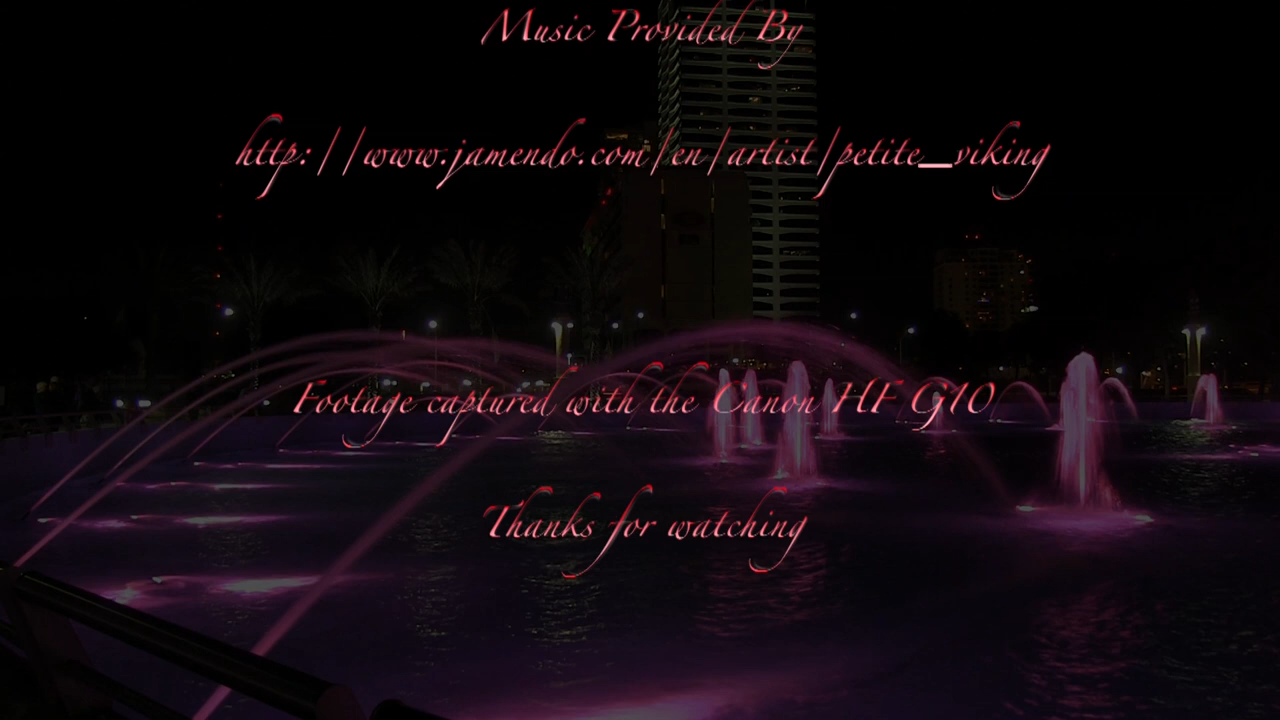 Music Provided By
http://www.jamendo.com/en/artist/petite_viking
Footage captured with the Canon HF G10
Thanks for watching